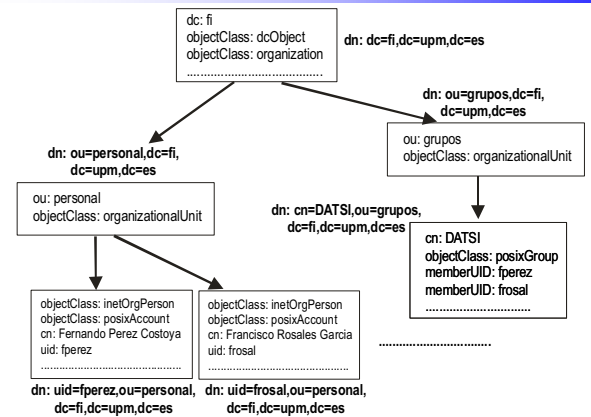 dc: fi
objectClass: dcObject
objectClass: organization
..........................................
dn: dc=fi,dc=upm,dc=es
dn: ou=grupos,dc=fi,
dc=upm,dc=es
ou: grupos
objectClass: organizationalUnit
dn: ou=personal,dc=fi,
dc=upm,dc=es
ou: personal
objectClass: organizationalUnit
dn: cn=DATSI,ou=grupos,
dc=fi,dc=upm,dc=es
cn: DATSI
objectClass: posixGroup
memberUID: fperez
memberUID: frosal
................................
objectClass: inetOrgPerson
objectClass: posixAccount
cn: Fernando Perez Costoya
uid: fperez
..............................................
objectClass: inetOrgPerson
objectClass: posixAccount
cn: Francisco Rosales Garcia
uid: frosal
..............................................
................................
dn: uid=fperez,ou=personal,
dc=fi,dc=upm,dc=es
dn: uid=frosal,ou=personal,
dc=fi,dc=upm,dc=es